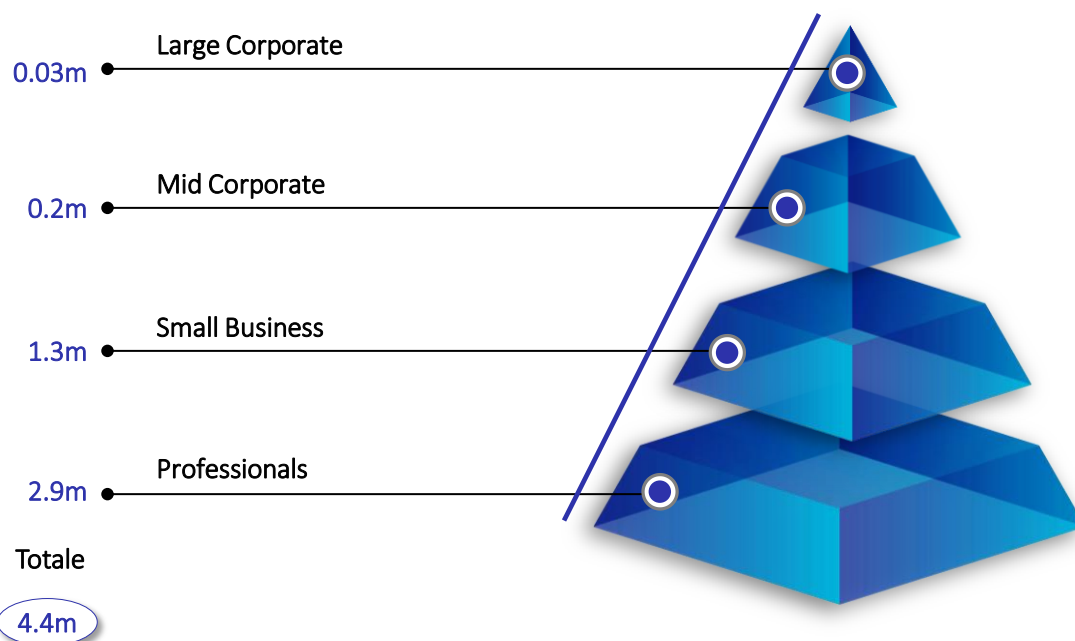 Large Corporate
0.03m
Mid Corporate
0.2m
Small Business
1.3m
Professionals
2.9m
Totale
4.4m